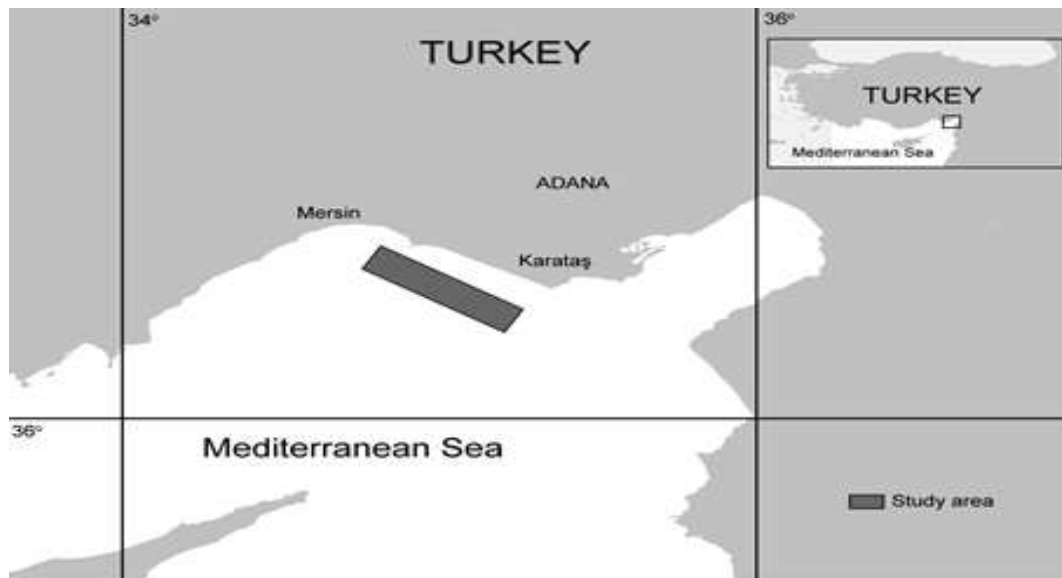 34°
36°
TURKEY
TURKEY
Mediterranean Sea
ADANA
Mersin
Karataş
36°
Mediterranean Sea
Study area